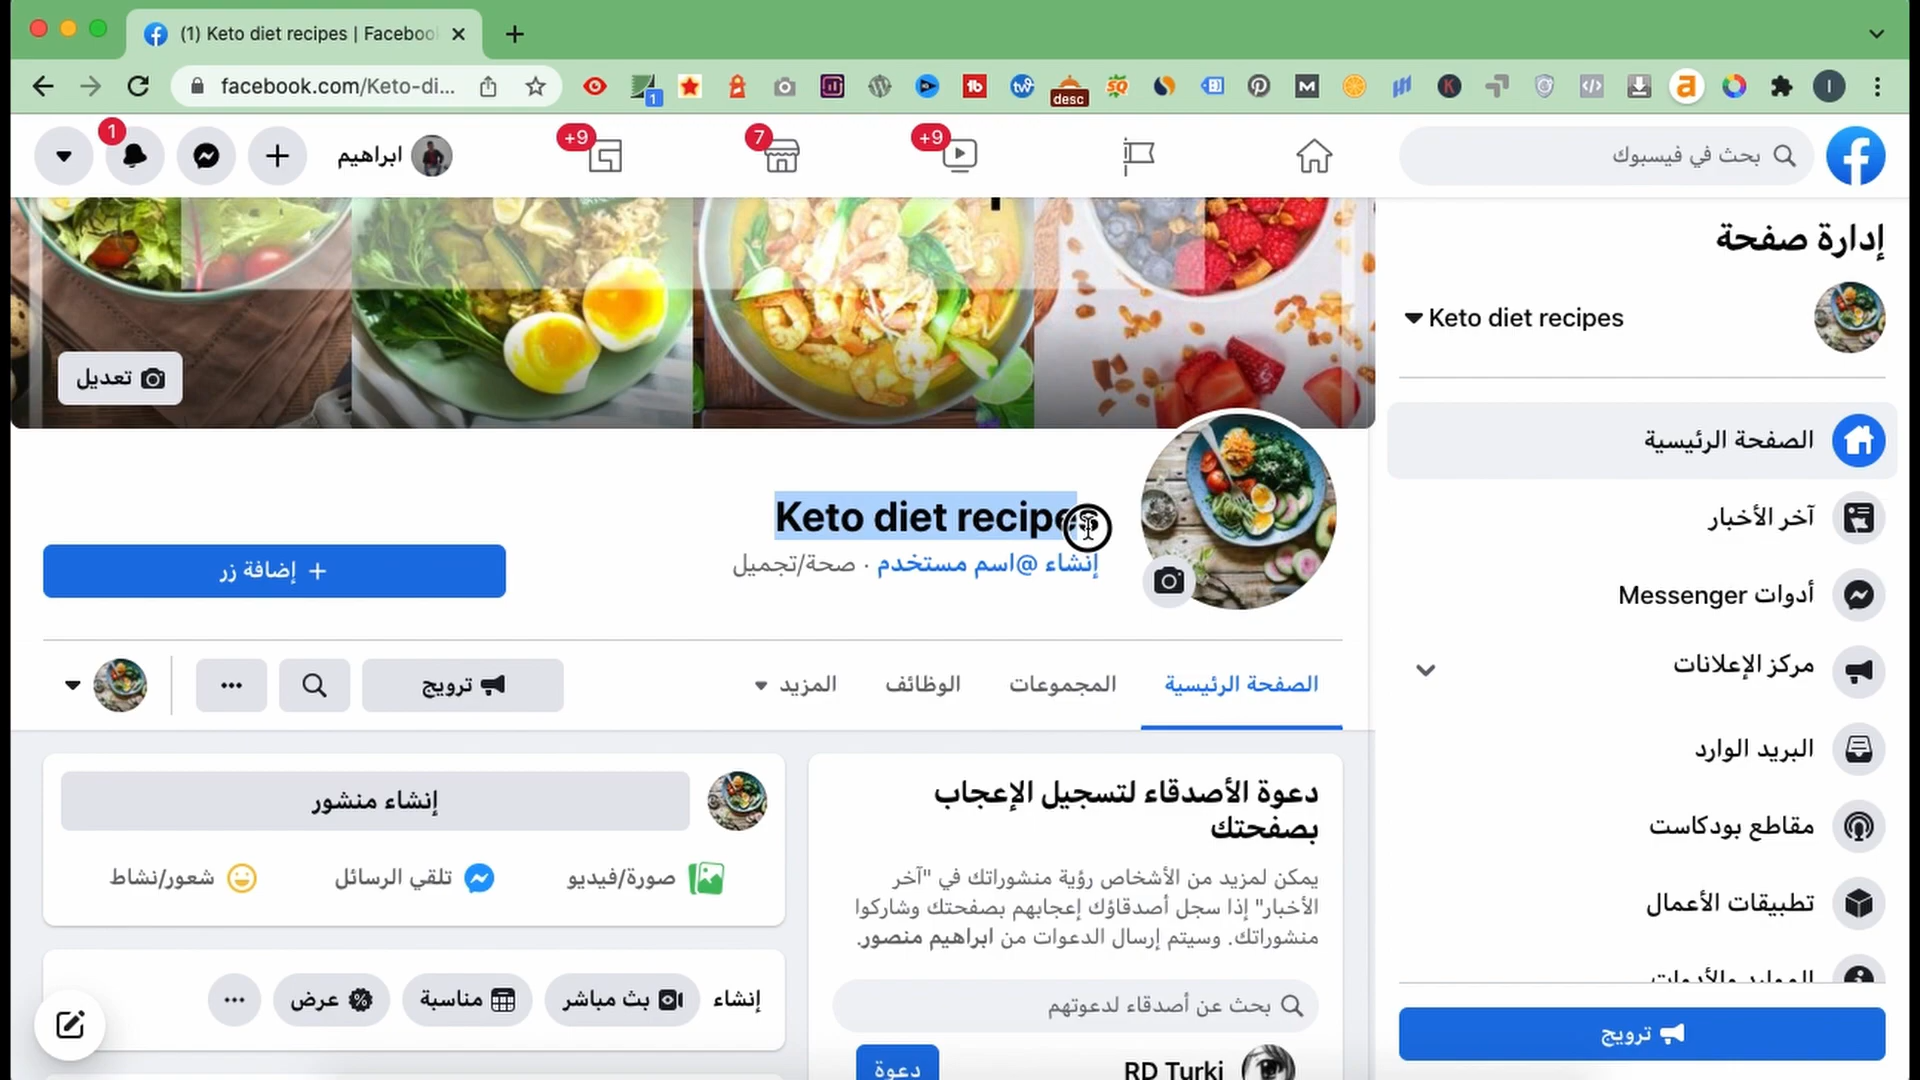 (1) Keto diet recipes | Facebook
facebook.com/Keto-di...
1
desc
بحث في فيسبوك
+9
7
+9
ابراهيم
1
إدارة صفحة
Keto diet recipes
الصفحة الرئيسية
آخر الأخبار
أدوات Messenger
مركز الإعلانات
البريد الوارد
مقاطع بودكاست
تطبيقات الأعمال
الموارد والأدوات
ترويج
تعديل
Keto diet recipes
إنشاء @اسم مستخدم · صحة/تجميل
+ إضافة زر
الصفحة الرئيسية
المجموعات
الوظائف
المزيد
ترويج
دعوة الأصدقاء لتسجيل الإعجاب
بصفحتك
يمكن لمزيد من الأشخاص رؤية منشوراتك في "آخر
الأخبار" إذا سجل أصدقاؤك إعجابهم بصفحتك وشاركوا
منشوراتك. وسيتم إرسال الدعوات من ابراهيم منصور.
بحث عن أصدقاء لدعوتهم
RD Turki
دعوة
إنشاء منشور
صورة/فيديو
تلقي الرسائل
شعور/نشاط
إنشاء
بث مباشر
مناسبة
عرض